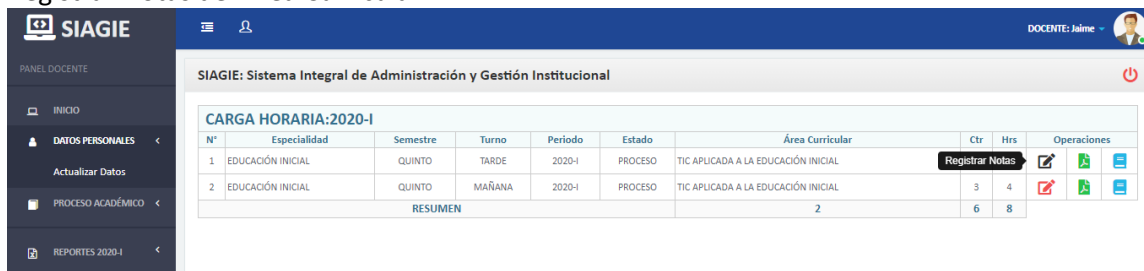 SIAGIE
DOCENTE: Jaime
PANEL DOCENTE
SIAGIE: Sistema Integral de Administración y Gestión Institucional
INICIO
DATOS PERSONALES
Actualizar Datos
PROCESO ACADÉMICO
REPORTES 2020-I
CARGA HORARIA:2020-I
N° Especialidad Semestre Turno Periodo Estado Área Curricular Ctr Hrs Operaciones
1 EDUCACIÓN INICIAL QUINTO TARDE 2020-I PROCESO TIC APLICADA A LA EDUCACIÓN INICIAL Registrar Notas
2 EDUCACIÓN INICIAL QUINTO MAÑANA 2020-I PROCESO TIC APLICADA A LA EDUCACIÓN INICIAL 3 4
RESUMEN 2 6 8